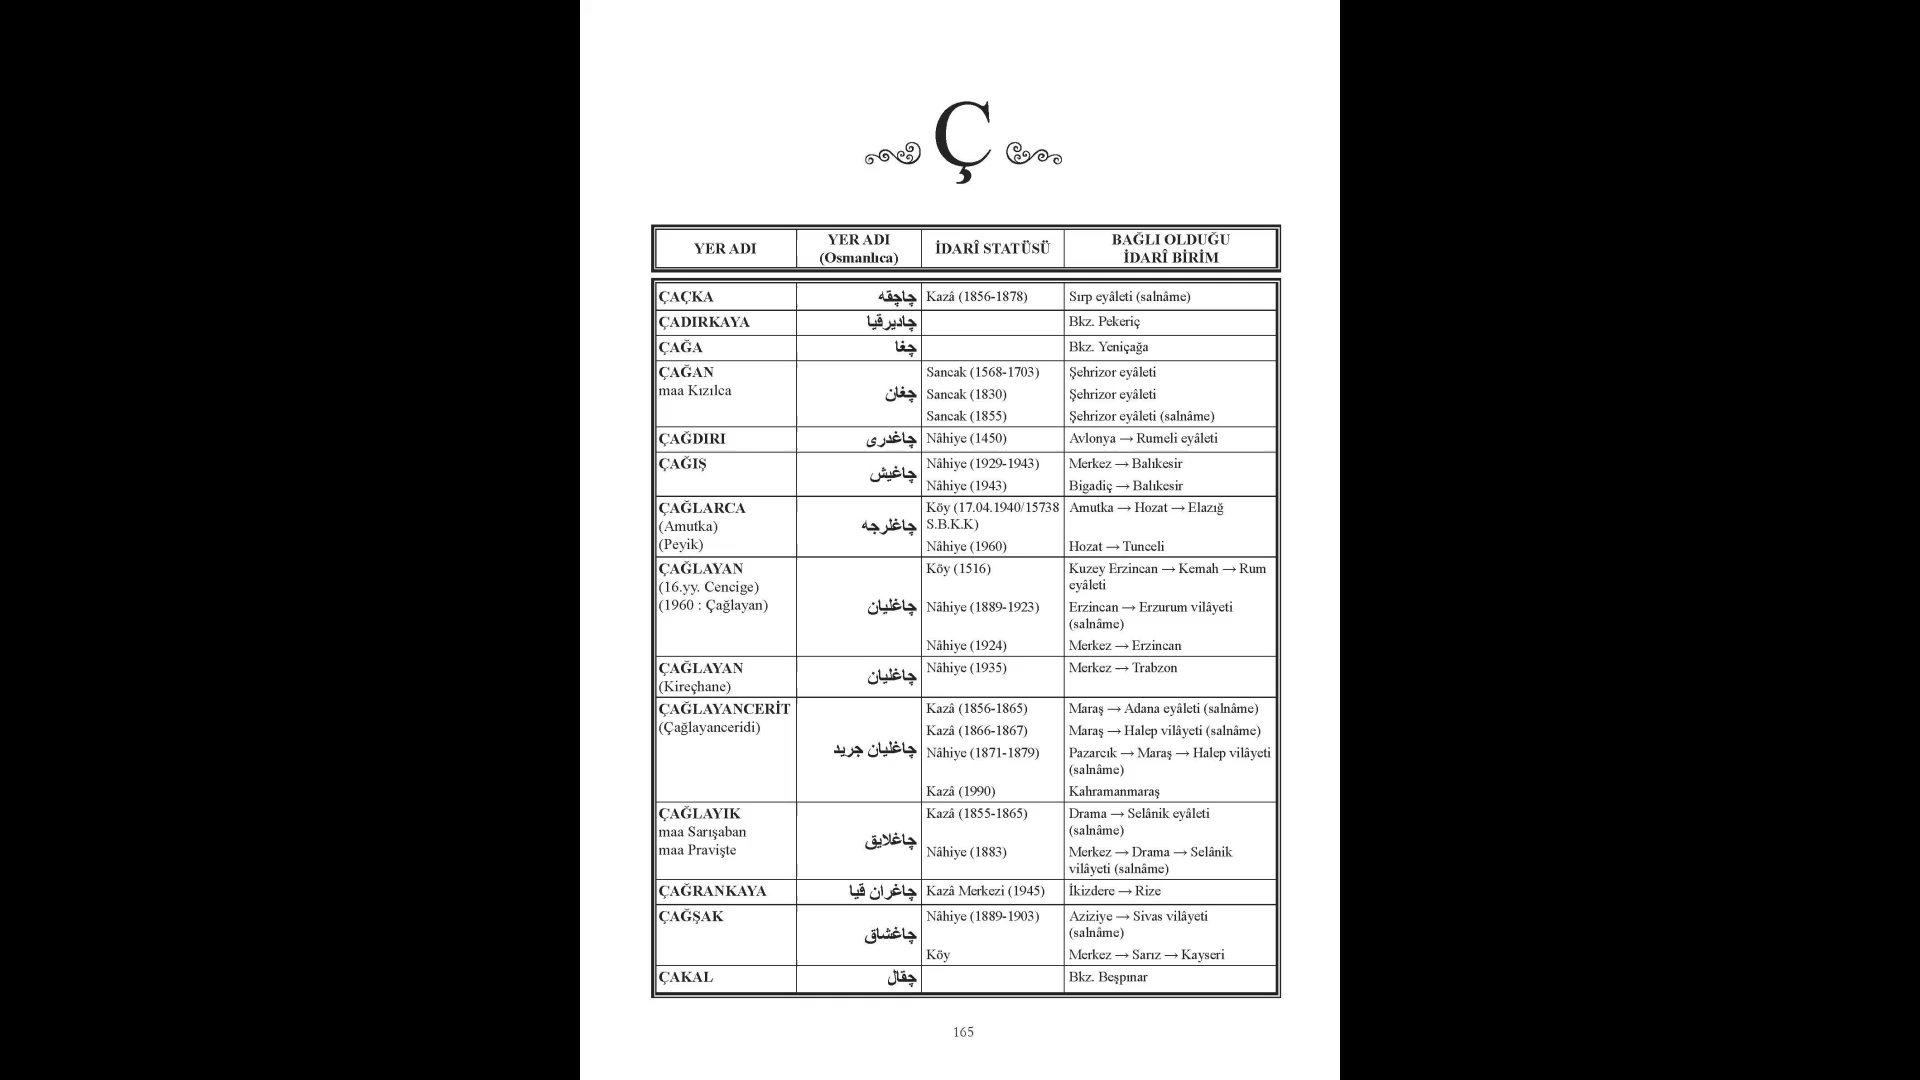 Ç
YER ADI	YER ADI (Osmanlıca)	İDARÎ STATÜSÜ	BAĞLI OLDUĞU İDARÎ BİRİM
ÇAÇKA	چاچقه	Kazâ (1856-1878)	Sırp eyâleti (salnâme)
ÇADIRKAYA	چاديرقيا	Bkz. Pekeriç
ÇAĞA	چغا	Bkz. Yeniçağa
ÇAĞAN	Sancak (1568-1703)	Şehrizor eyâleti
maa Kızılca	چغان	Sancak (1830)	Şehrizor eyâleti
Sancak (1855)	Şehrizor eyâleti (salnâme)
ÇAĞDIRI	چاغدرى	Nâhiye (1450)	Avlonya → Rumeli eyâleti
ÇAĞIŞ	چاغيش	Nâhiye (1929-1943)	Merkez → Balıkesir
Nâhiye (1943)	Bigadiç → Balıkesir
ÇAĞLARCA	Köy (17.04.1940/15738	Amutka → Hozat → Elazığ
(Amutka)	چاغلرجه	S.B.K.K)
(Peyik)	Nâhiye (1960)	Hozat → Tunceli
ÇAĞLAYAN	Köy (1516)	Kuzey Erzincan → Kemah → Rum
(16.yy. Cencige)	eyâleti
(1960 : Çağlayan)	چاغليان	Nâhiye (1889-1923)	Erzincan → Erzurum vilâyeti
(salnâme)
Nâhiye (1924)	Merkez → Erzincan
ÇAĞLAYAN	چاغليان	Nâhiye (1935)	Merkez → Trabzon
(Kireçhane)
ÇAĞLAYANCERİT	Kazâ (1856-1865)	Maraş → Adana eyâleti (salnâme)
(Çağlayanceridi)	Kazâ (1866-1867)	Maraş → Halep vilâyeti (salnâme)
چاغليان جريد	Nâhiye (1871-1879)	Pazarcık → Maraş → Halep vilâyeti
(salnâme)
Kazâ (1990)	Kahramanmaraş
ÇAĞLAYIK	Kazâ (1855-1865)	Drama → Selânik eyâleti
maa Sarışaban	چاغلايق	(salnâme)
maa Pravişte	Nâhiye (1883)	Merkez → Drama → Selânik
vilâyeti (salnâme)
ÇAĞRANKAYA	چاغران قيا	Kazâ Merkezi (1945)	İkizdere → Rize
ÇAĞŞAK	چاغشاق	Nâhiye (1889-1903)	Aziziye → Sivas vilâyeti
(salnâme)
Köy	Merkez → Sarız → Kayseri
ÇAKAL	چقال	Bkz. Beşpınar
165